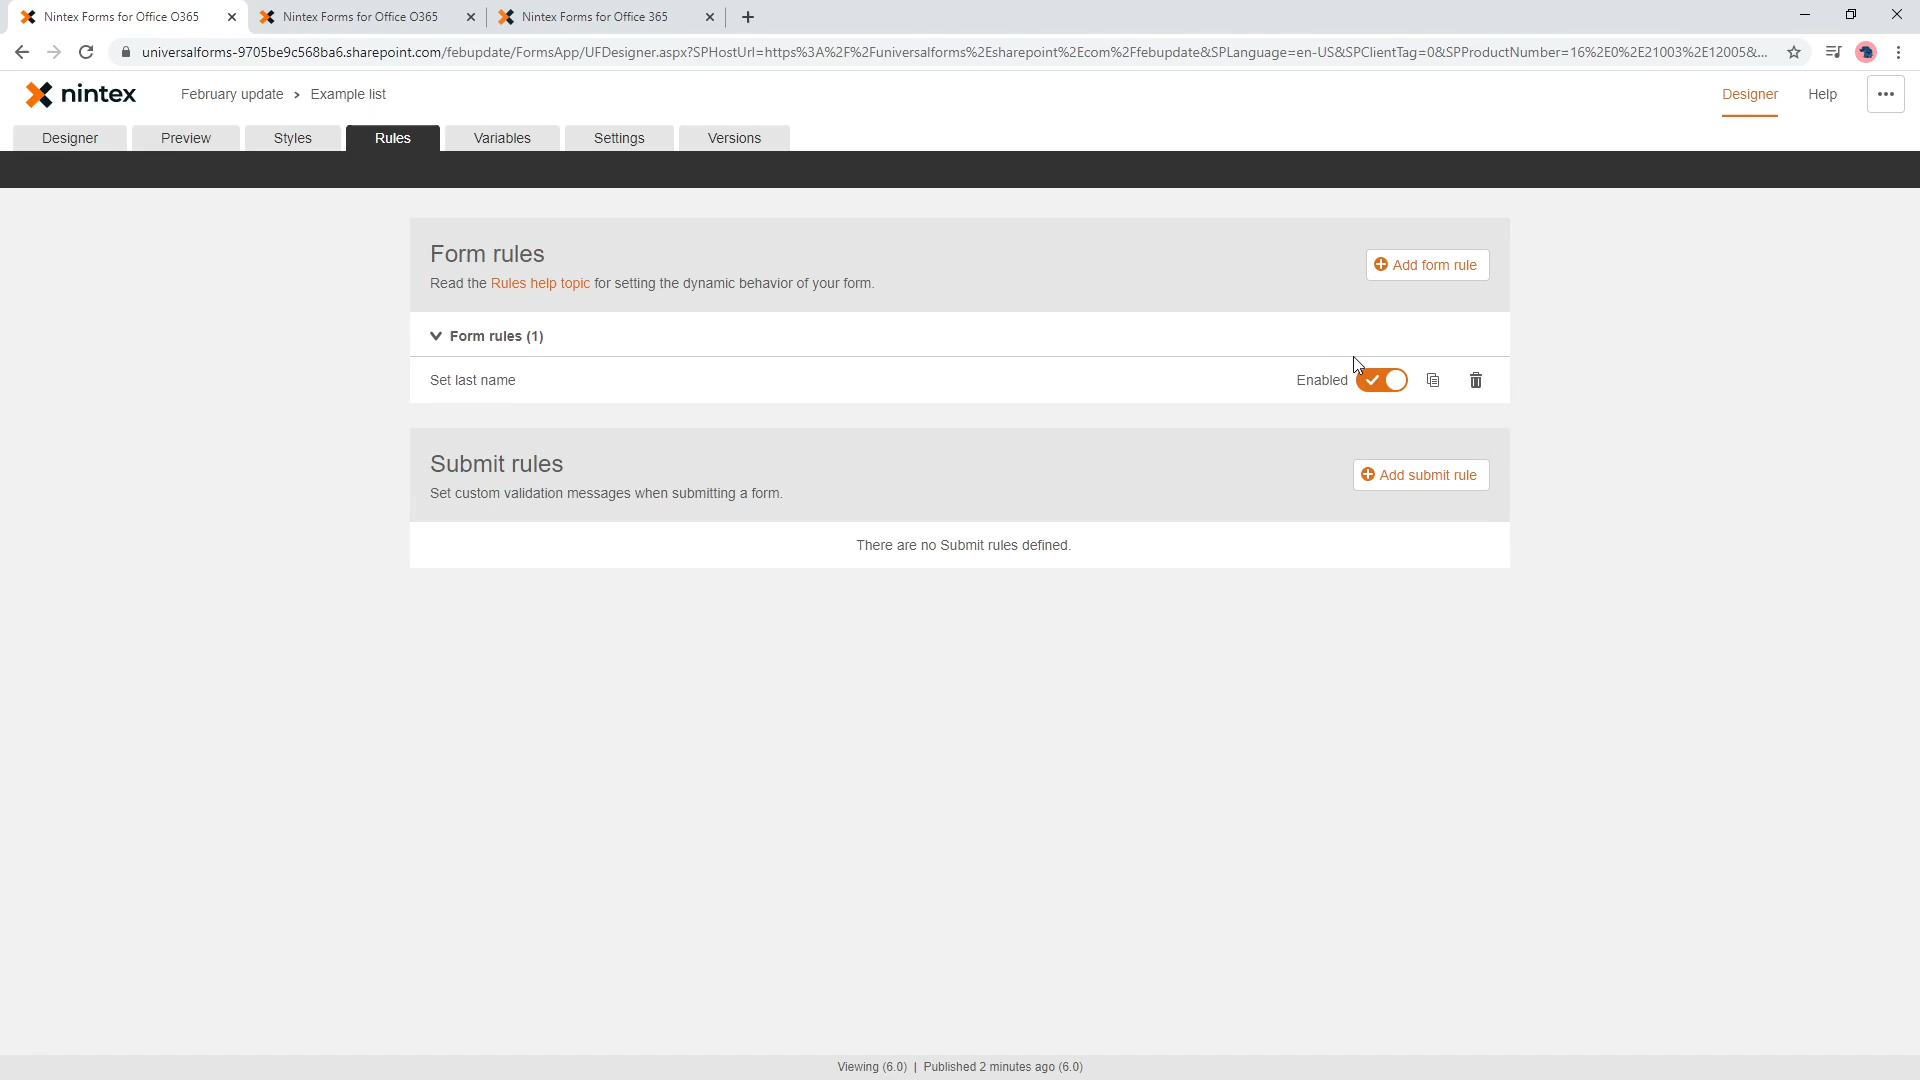 Nintex Forms for Office O365
Nintex Forms for Office O365
Nintex Forms for Office 365
universalforms-9705be9c568ba6.sharepoint.com/febupdate/FormsApp/UFDesigner.aspx?SPHostUrl=https%3A%2F%2Funiversalforms%2Esharepoint%2Ecom%2Ffebupdate&SPLanguage=en-US&SPClientTag=0&SPProductNumber=16%2E0%2E21003%2E12005&...
nintex
February update > Example list
Designer
Help
Designer
Preview
Styles
Rules
Variables
Settings
Versions
Form rules
Read the Rules help topic for setting the dynamic behavior of your form.
Add form rule
Form rules (1)
Set last name
Enabled
Submit rules
Set custom validation messages when submitting a form.
Add submit rule
There are no Submit rules defined.
Viewing (6.0) | Published 2 minutes ago (6.0)